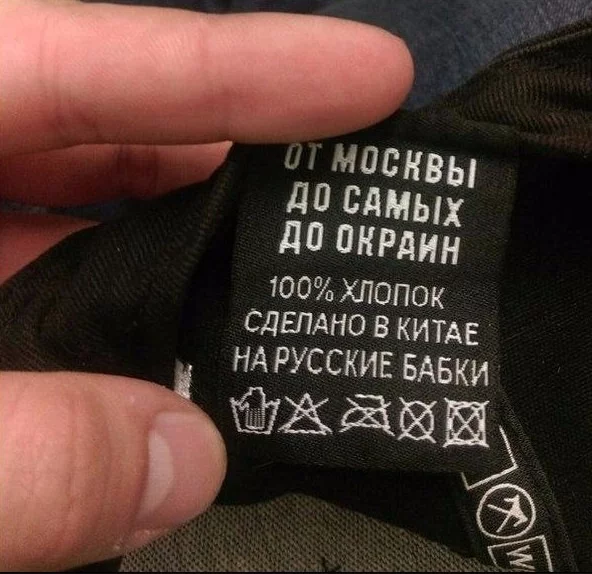 ОТ МОСКВЫ
ДО САМЫХ
ДО ОКРАИН
100% ХЛОПОК
СДЕЛАНО В КИТАЕ
НА РУССКИЕ БАБКИ